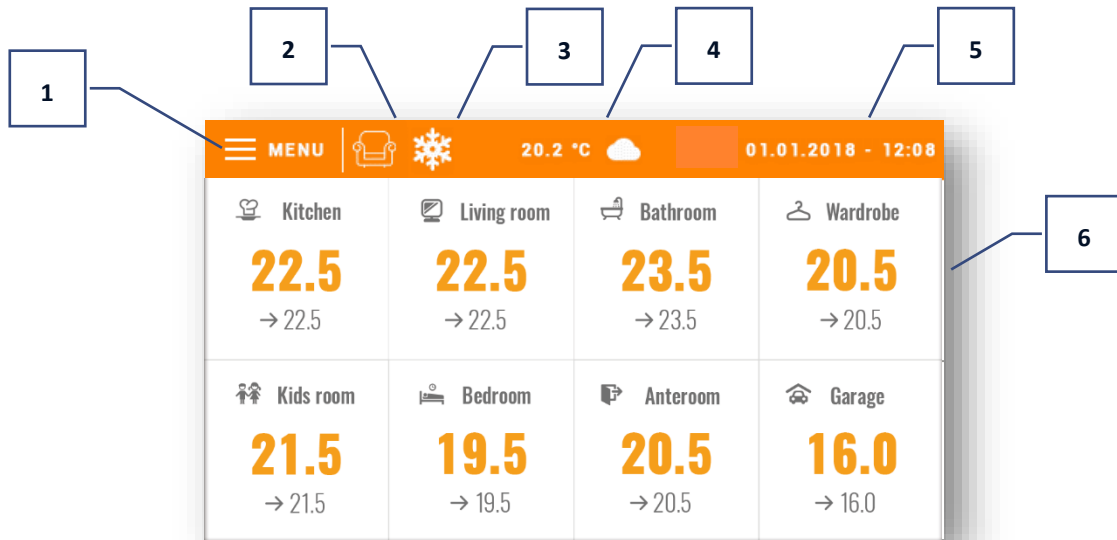 2 3 4 5
1
MENU 20.2 °C 01.01.2018 - 12:08
Kitchen Living room Bathroom Wardrobe
6
22.5 22.5 23.5 20.5
→ 22.5 → 22.5 → 23.5 → 20.5
Kids room Bedroom Anteroom Garage
21.5 19.5 20.5 16.0
→ 21.5 → 19.5 → 20.5 → 16.0